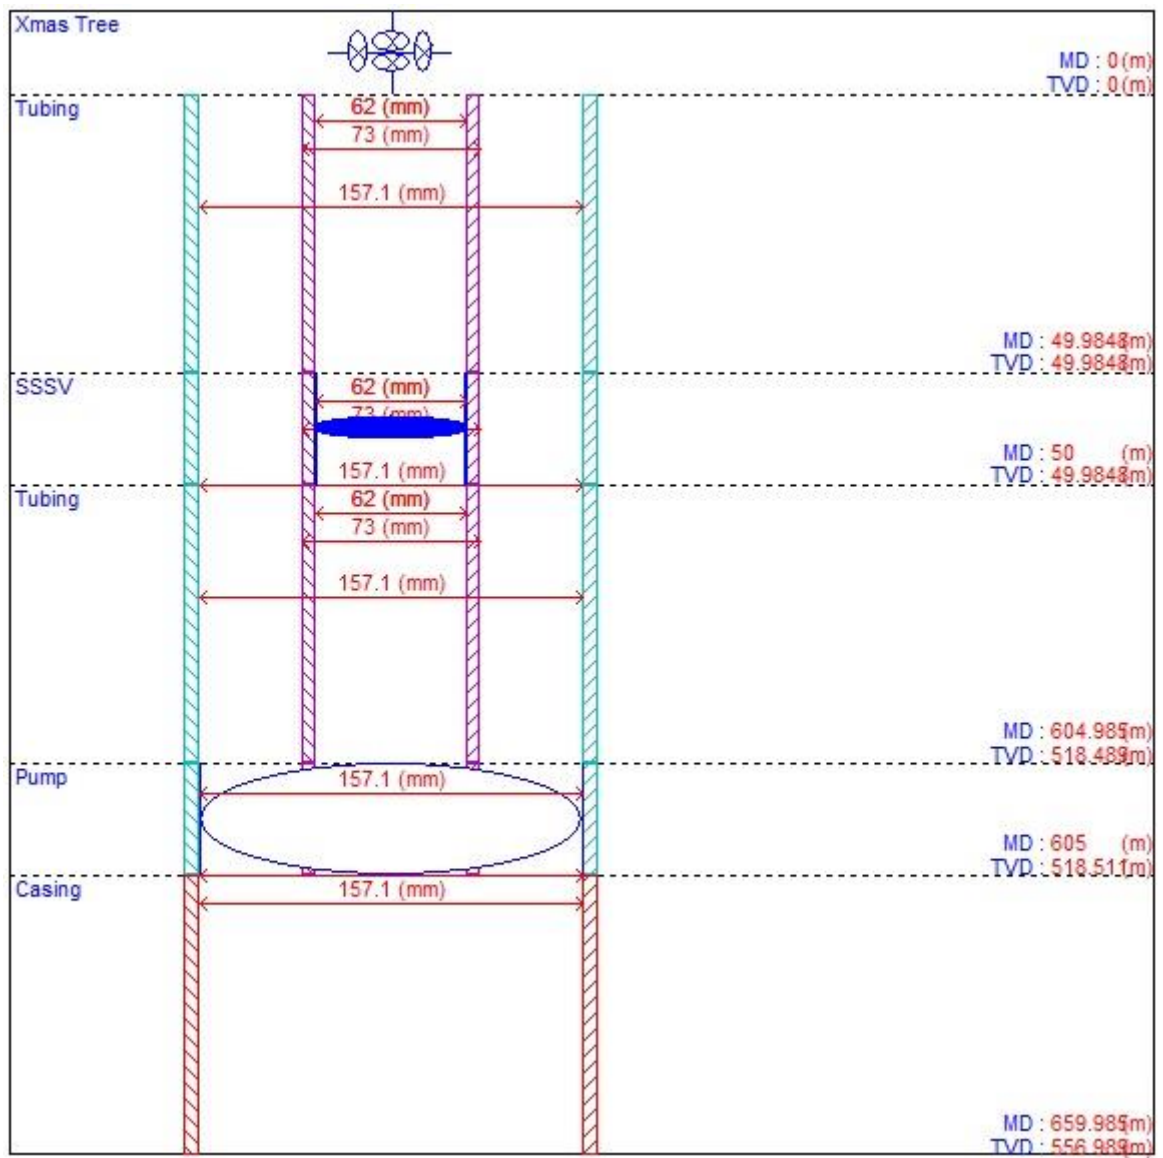 Xmas Tree
MD : 0 (m)
TVD : 0 (m)
Tubing
62 (mm)
73 (mm)
157.1 (mm)
MD : 49.9848(m)
TVD : 49.9848(m)
SSSV
62 (mm)
73 (mm)
MD : 50 (m)
157.1 (mm)
TVD : 49.9848(m)
Tubing
62 (mm)
73 (mm)
157.1 (mm)
MD : 604.985(m)
TVD : 518.489(m)
Pump
157.1 (mm)
MD : 605 (m)
TVD : 518.511(m)
Casing
157.1 (mm)
MD : 659.985(m)
TVD : 556.989(m)